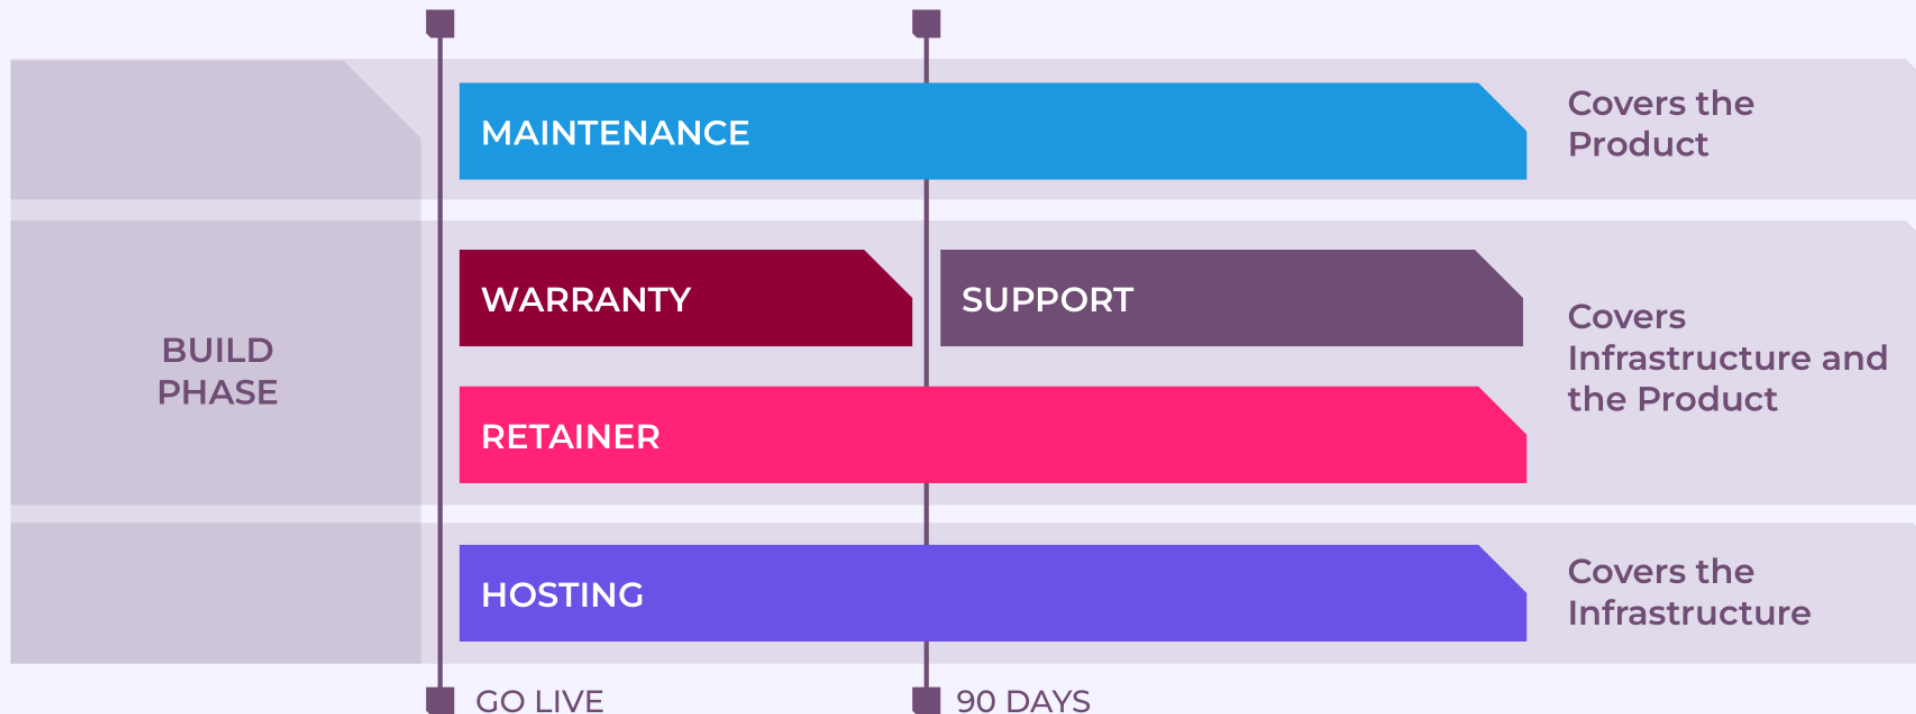 MAINTENANCE
Covers the
Product
BUILD
PHASE
WARRANTY
SUPPORT
RETAINER
Covers
Infrastructure and
the Product
HOSTING
Covers the
Infrastructure
GO LIVE
90 DAYS